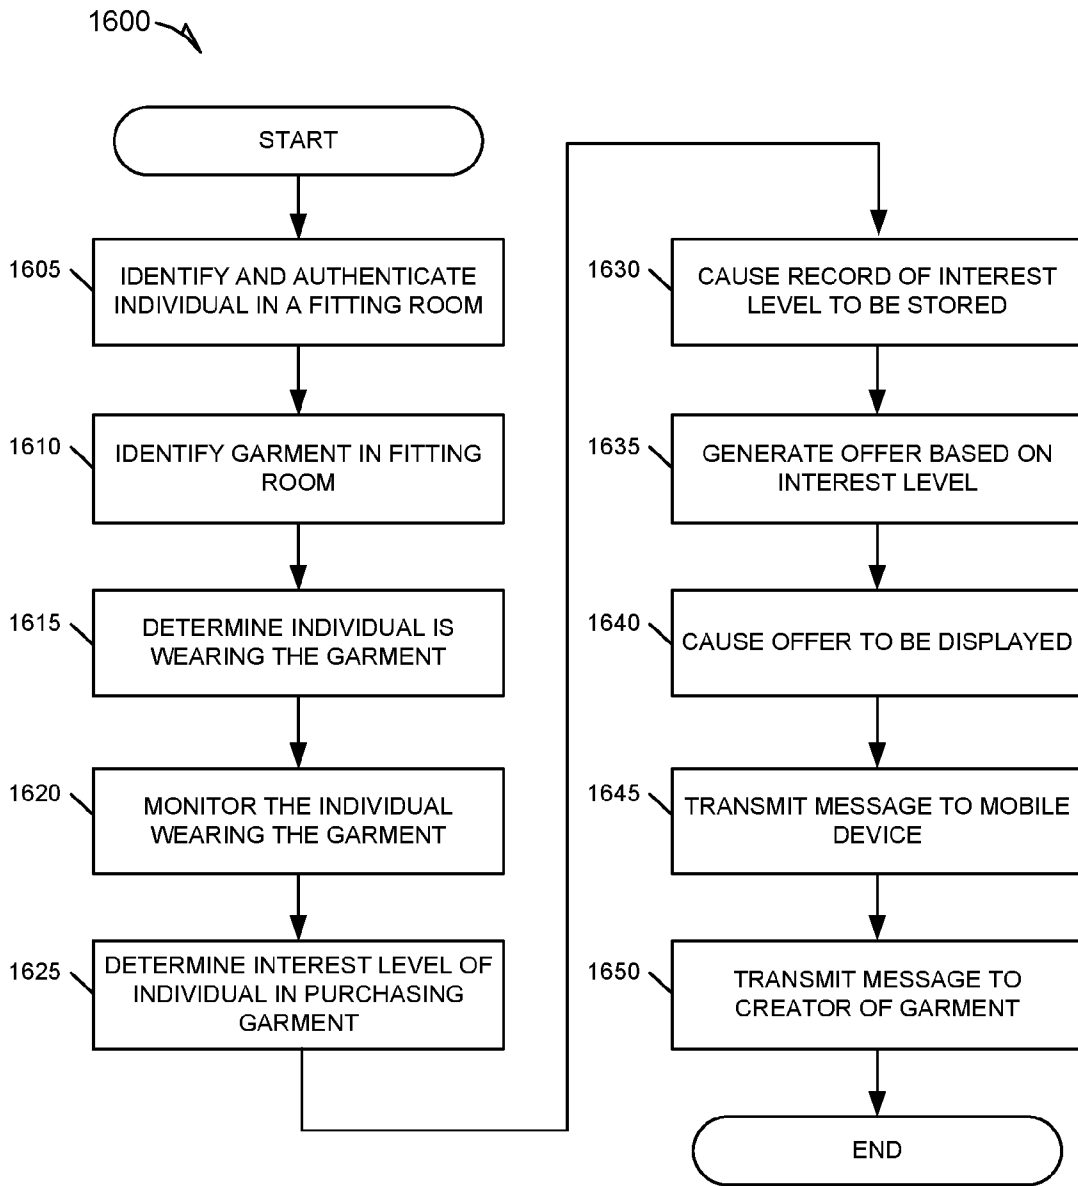 1600
START
1605
IDENTIFY AND AUTHENTICATE
INDIVIDUAL IN A FITTING ROOM
1610
IDENTIFY GARMENT IN FITTING
ROOM
1615
DETERMINE INDIVIDUAL IS
WEARING THE GARMENT
1620
MONITOR THE INDIVIDUAL
WEARING THE GARMENT
1625
DETERMINE INTEREST LEVEL OF
INDIVIDUAL IN PURCHASING
GARMENT
1630
CAUSE RECORD OF INTEREST
LEVEL TO BE STORED
1635
GENERATE OFFER BASED ON
INTEREST LEVEL
1640
CAUSE OFFER TO BE DISPLAYED
1645
TRANSMIT MESSAGE TO MOBILE
DEVICE
1650
TRANSMIT MESSAGE TO
CREATOR OF GARMENT
END